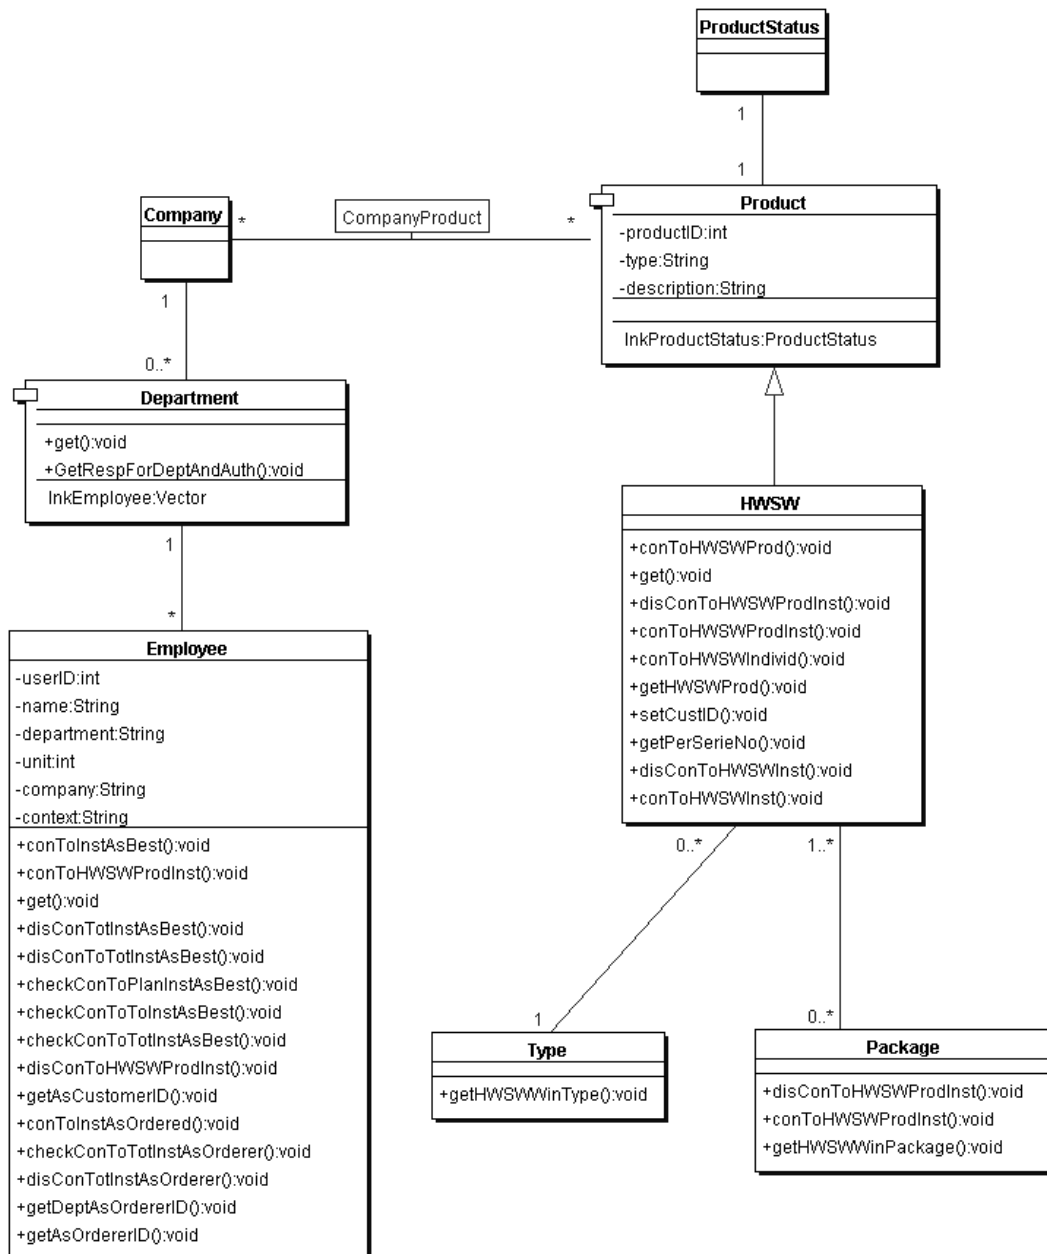 ProductStatus
1
1
Company
*
CompanyProduct
*
Product
-productID:int
-type:String
-description:String
lnkProductStatus:ProductStatus
1
0..*
Department
+get():void
+GetRespForDeptAndAuth():void
lnkEmployee:Vector
1
*
Employee
-userID:int
-name:String
-department:String
-unit:int
-company:String
-context:String
+conToInstAsBest():void
+conToHWSWProdInst():void
+get():void
+disConTotInstAsBest():void
+disConToTotInstAsBest():void
+checkConToPlanInstAsBest():void
+checkConToToInstAsBest():void
+checkConToTotInstAsBest():void
+disConToHWSWProdInst():void
+getAsCustomerID():void
+conToInstAsOrdered():void
+checkConToTotInstAsOrderer():void
+disConTotInstAsOrderer():void
+getDeptAsOrdererID():void
+getAsOrdererID():void
HWSW
+conToHWSWProd():void
+get():void
+disConToHWSWProdInst():void
+conToHWSWProdInst():void
+conToHWSWIndivid():void
+getHWSWProd():void
+setCustID():void
+getPerSerieNo():void
+disConToHWSWInst():void
+conToHWSWInst():void
0..*
1..*
1
0..*
Type
+getHWSWWinType():void
Package
+disConToHWSWProdInst():void
+conToHWSWProdInst():void
+getHWSWWinPackage():void